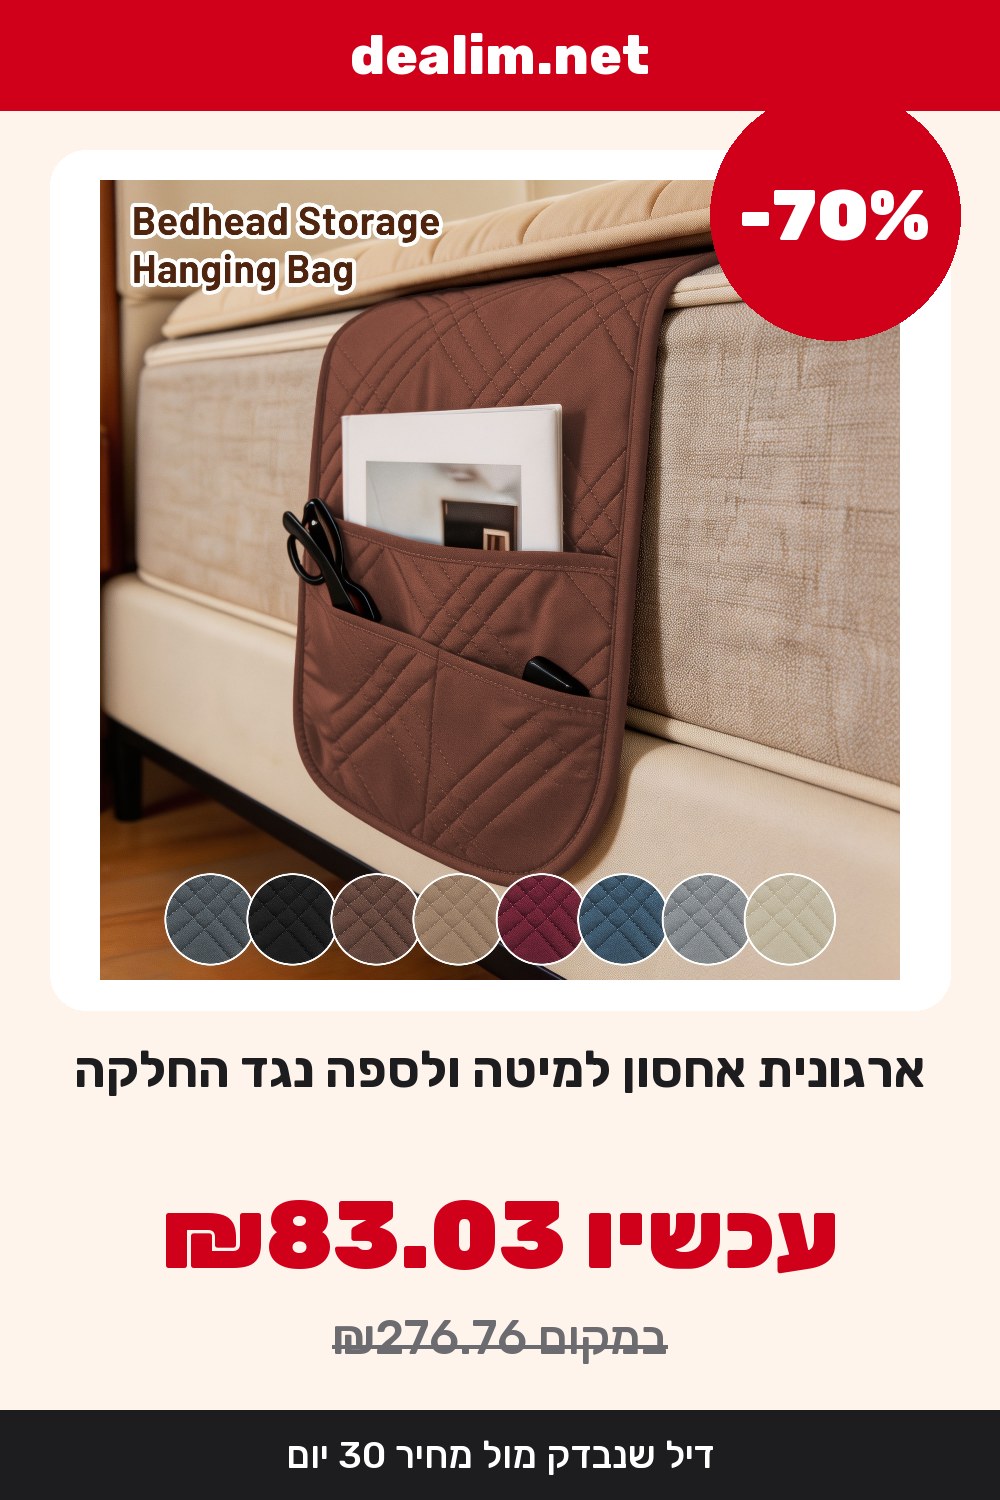 dealim.net
-70%
Bedhead Storage
Hanging Bag
ארגונית אחסון למיטה ולספה נגד החלקה
עכשיו 83.03₪
במקום 276.76₪
דיל שנבדק מול מחיר 30 יום